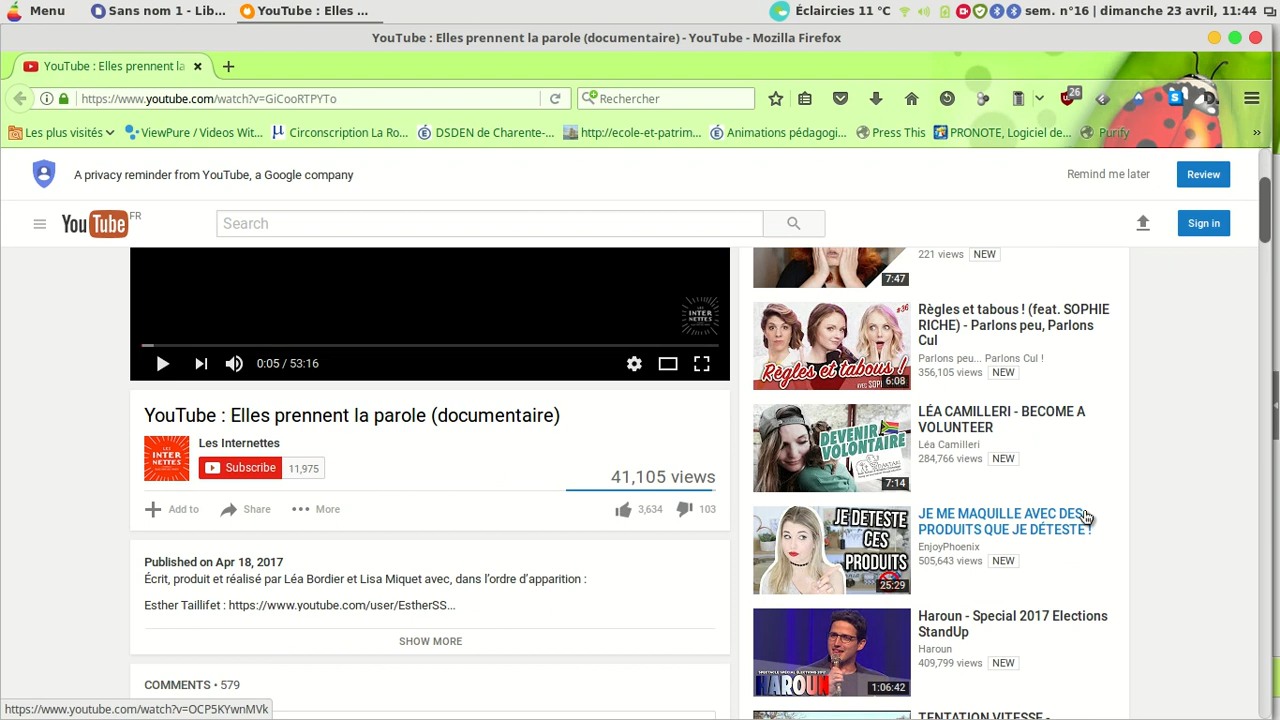 Menu
Sans nom 1 - Lib...
YouTube : Elles ...
Éclaircies 11 °C
sem. n°16 | dimanche 23 avril, 11:44
YouTube : Elles prennent la parole (documentaire) - YouTube - Mozilla Firefox
YouTube : Elles prennent la
https://www.youtube.com/watch?v=GiCooRTPYTo
Rechercher
26
Les plus visités
ViewPure / Videos Wit...
Circonscription La Ro...
DSDEN de Charente-...
http://ecole-et-patrim...
Animations pédagogi...
Press This
PRONOTE, Logiciel de...
Purify
A privacy reminder from YouTube, a Google company
Remind me later
Review
YouTube FR
Search
Sign in
LES INTERNETTES
0:05 / 53:16
YouTube : Elles prennent la parole (documentaire)
LES INTERNETTES
Les Internettes
Subscribe
11,975
41,105 views
Add to
Share
More
3,634
103
Published on Apr 18, 2017
Écrit, produit et réalisé par Léa Bordier et Lisa Miquet avec, dans l'ordre d'apparition :
Esther Taillifet : https://www.youtube.com/user/EstherSS...
SHOW MORE
COMMENTS • 579
https://www.youtube.com/watch?v=OCP5KYwnMVk
7:47
221 views
NEW
#36
Règles et tabous !
6:08
Règles et tabous ! (feat. SOPHIE
RICHE) - Parlons peu, Parlons
Cul
Parlons peu... Parlons Cul !
356,105 views
NEW
DEVENIR
VOLONTAIRE
7:14
LÉA CAMILLERI - BECOME A
VOLUNTEER
Léa Camilleri
284,766 views
NEW
JE DETESTE
CES
PRODUITS
25:29
JE ME MAQUILLE AVEC DES
PRODUITS QUE JE DÉTESTE !
EnjoyPhoenix
505,643 views
NEW
HAROUN
1:06:42
Haroun - Special 2017 Elections
StandUp
Haroun
409,799 views
NEW
TENTATION VITESSE -